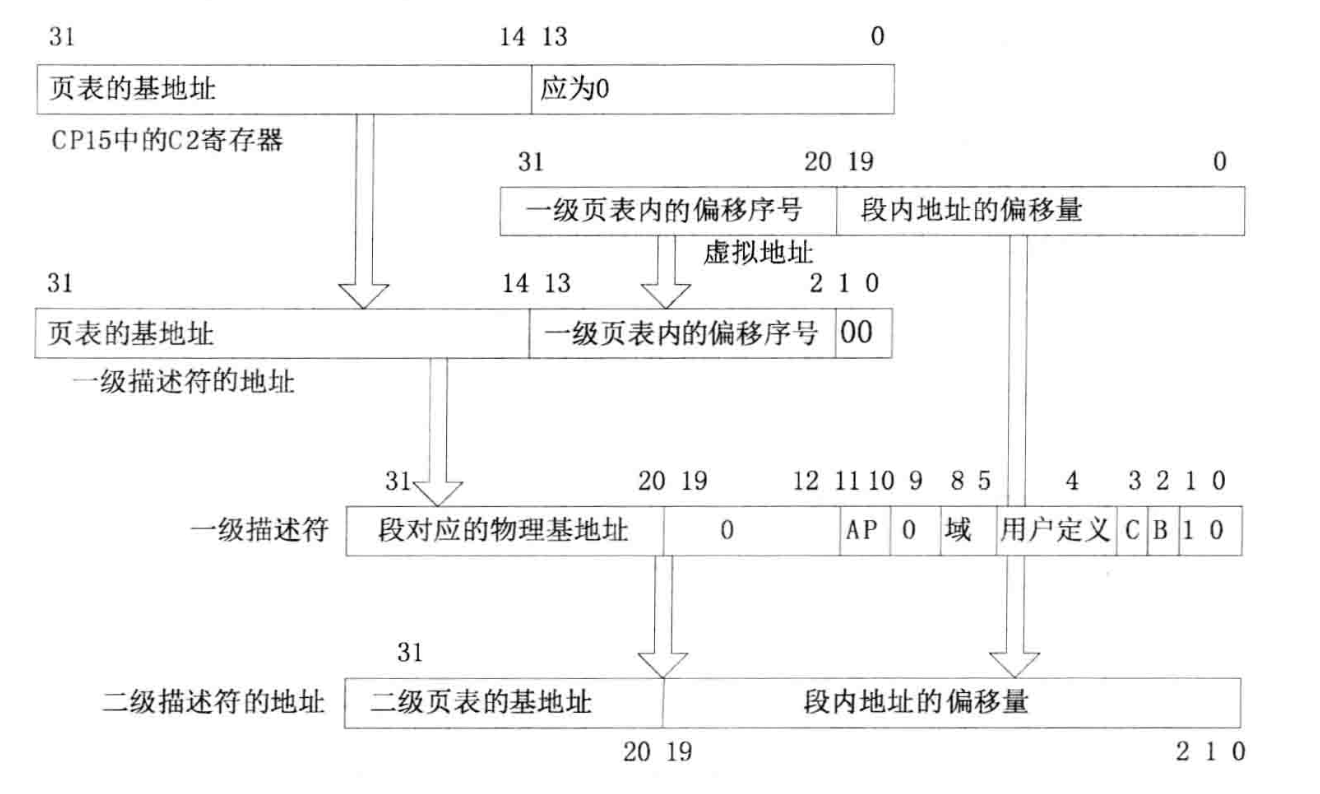 31 14 13 0
页表的基地址 应为0
CP15中的C2寄存器
31 20 19 0
一级页表内的偏移序号 段内地址的偏移量
虚拟地址
31 14 13 2 1 0
页表的基地址 一级页表内的偏移序号 00
一级描述符的地址
31 20 19 12 11 10 9 8 5 4 3 2 1 0
一级描述符 段对应的物理基地址 0 AP 0 域 用户定义 C B 1 0
31
二级描述符的地址 二级页表的基地址 段内地址的偏移量
20 19 2 1 0